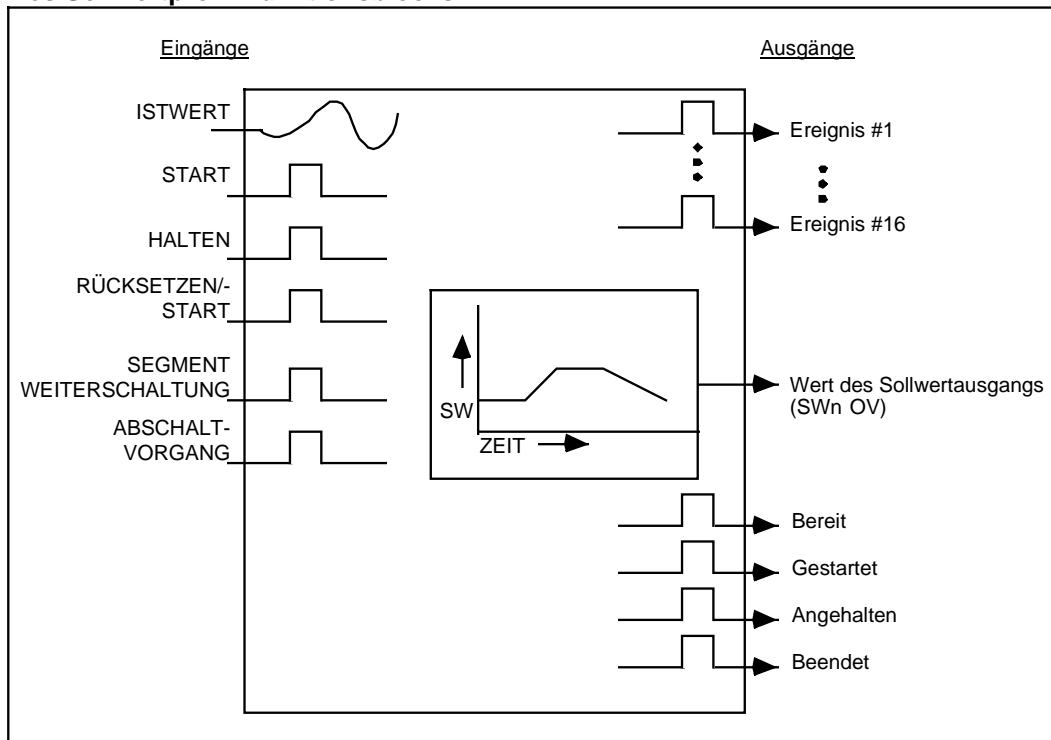 Eingänge
Ausgänge
ISTWERT
START
HALTEN
RÜCKSETZEN/-
START
SEGMENT
WEITERSCHALTUNG
ABSCHALT-
VORGANG
SW
ZEIT
Ereignis #1
Ereignis #16
Wert des Sollwertausgangs
(SWn OV)
Bereit
Gestartet
Angehalten
Beendet